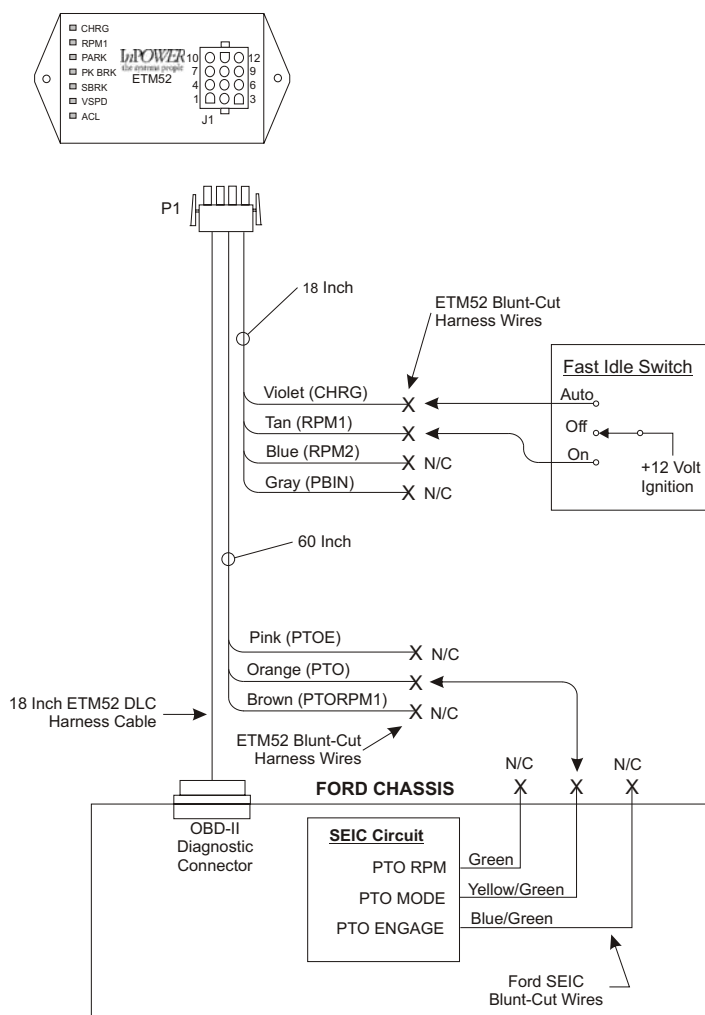 CHRG
RPM1
PARK
PK BRK
SBRK
VSPD
ACL
InPOWER
the systems people
ETM52
10 12
7 9
4 6
1 3
J1
P1
18 Inch
ETM52 Blunt-Cut
Harness Wires
Fast Idle Switch
Auto
Off
On
+12 Volt
Ignition
Violet (CHRG)
X
Tan (RPM1)
X
Blue (RPM2)
X N/C
Gray (PBIN)
X N/C
60 Inch
Pink (PTOE)
X N/C
Orange (PTO)
X
Brown (PTORPM1)
X N/C
18 Inch ETM52 DLC
Harness Cable
ETM52 Blunt-Cut
Harness Wires
N/C
N/C
FORD CHASSIS
X X X
OBD-II
Diagnostic
Connector
SEIC Circuit
PTO RPM
Green
PTO MODE
Yellow/Green
PTO ENGAGE
Blue/Green
Ford SEIC
Blunt-Cut Wires